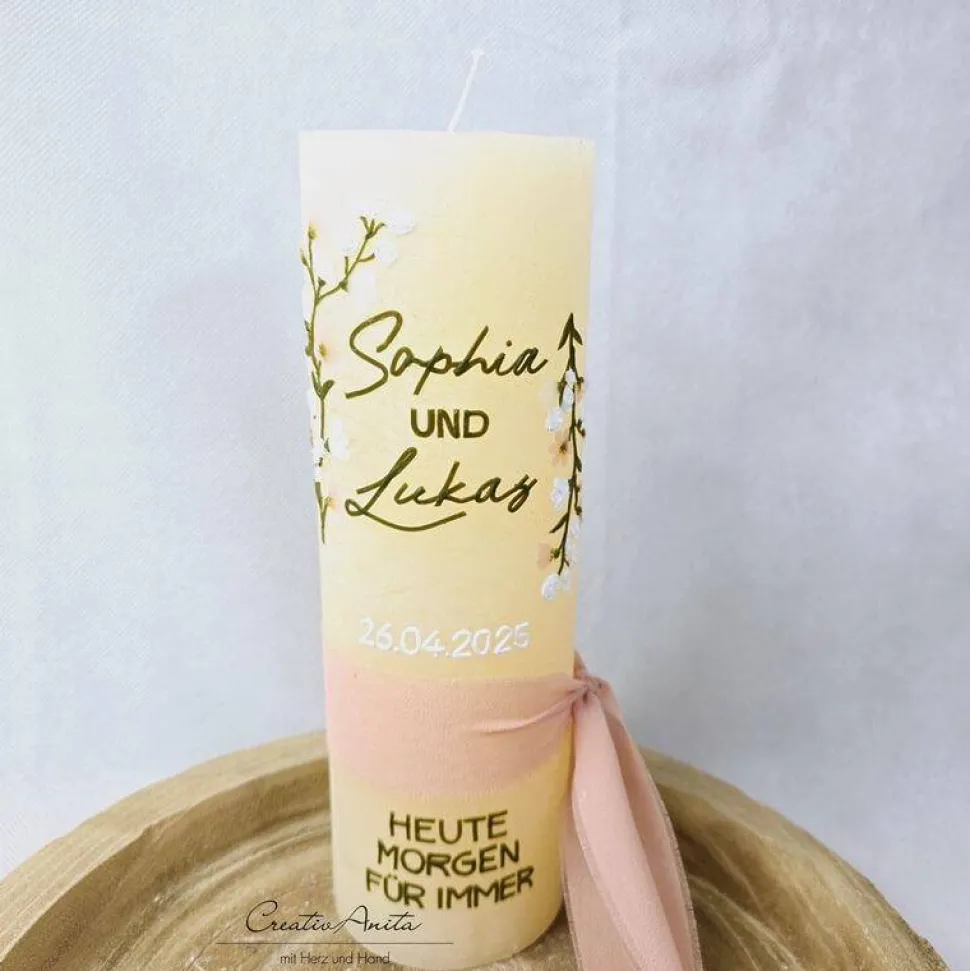 Sophia
UND
Lukas
26.04.2025
HEUTE
MORGEN
FÜR IMMER
CreativAnita
mit Herz und Hand